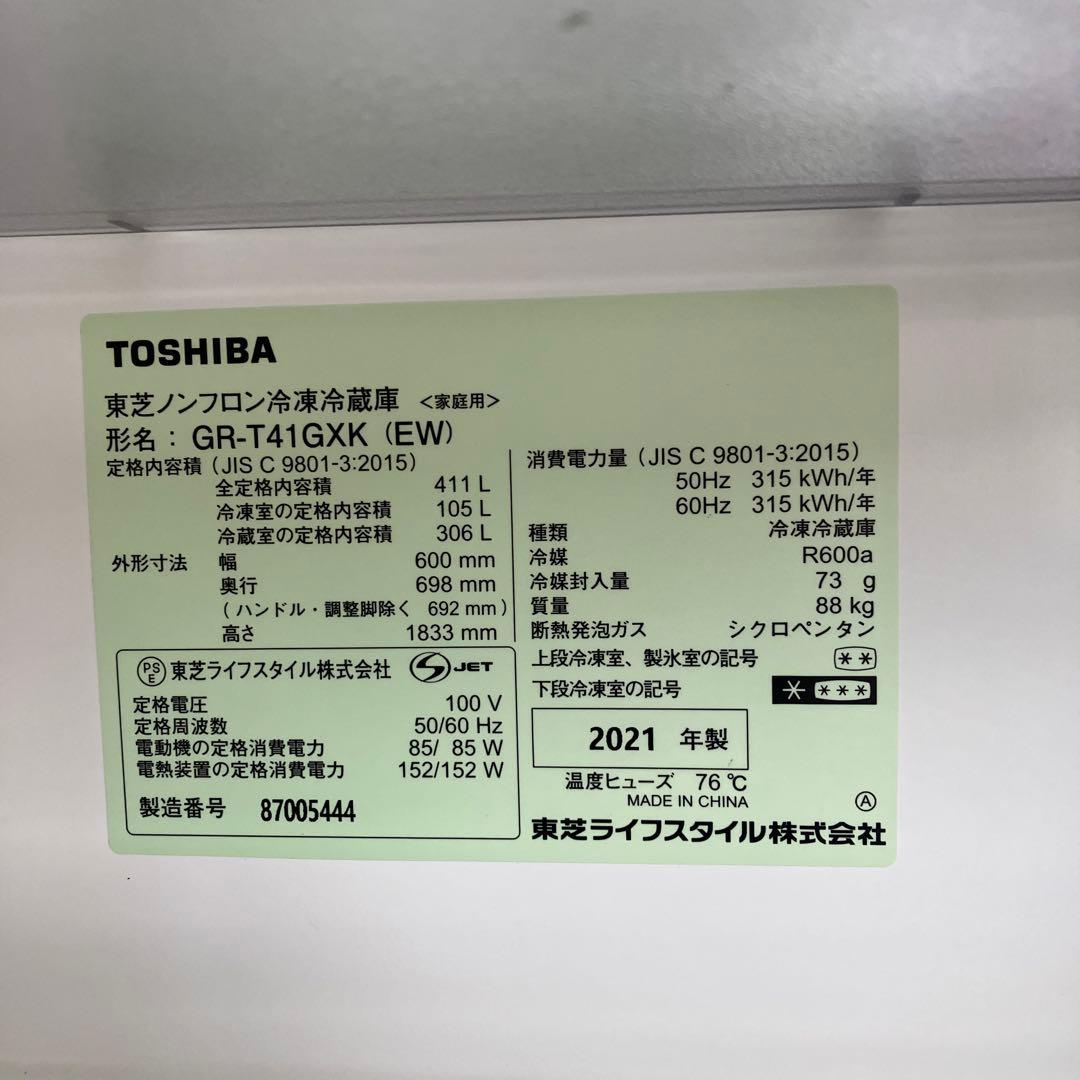 TOSHIBA
東芝ノンフロン冷凍冷蔵庫 <家庭用>
形名: GR-T41GXK (EW)
定格内容積 (JIS C 9801-3:2015)
全定格内容積 411 L
冷凍室の定格内容積 105 L
冷蔵室の定格内容積 306 L
外形寸法 幅 600 mm
奥行 698 mm
(ハンドル・調整脚除く 692 mm)
高さ 1833 mm
PSE 東芝ライフスタイル株式会社 S JET
定格電圧 100 V
定格周波数 50/60 Hz
電動機の定格消費電力 85/ 85 W
電熱装置の定格消費電力 152/152 W
製造番号 87005444
消費電力量 (JIS C 9801-3:2015)
50Hz 315 kWh/年
60Hz 315 kWh/年
種類 冷凍冷蔵庫
冷媒 R600a
冷媒封入量 73 g
質量 88 kg
断熱発泡ガス シクロペンタン
上段冷凍室、製氷室の記号 **
下段冷凍室の記号 * ***
2021 年製
温度ヒューズ 76℃
MADE IN CHINA Ⓐ
東芝ライフスタイル株式会社